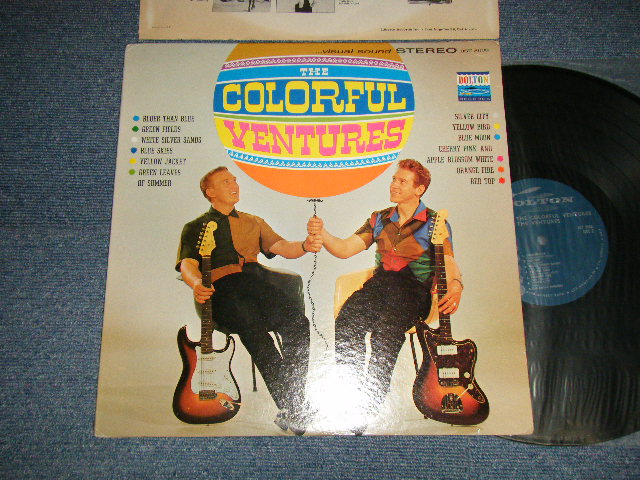 ...visual sound STEREO
DOLTON
RECORDS
THE
COLORFUL
VENTURES
BLUER THAN BLUE
GREEN FIELDS
WHITE SILVER SANDS
BLUE SKIES
YELLOW JACKET
GREEN LEAVES
OF SUMMER
SILVER CITY
YELLOW BIRD
BLUE MOON
CHERRY PINK AND
APPLE BLOSSOM WHITE
ORANGE FIRE
RED TOP
DOLTON
THE COLORFUL VENTURES
THE VENTURES